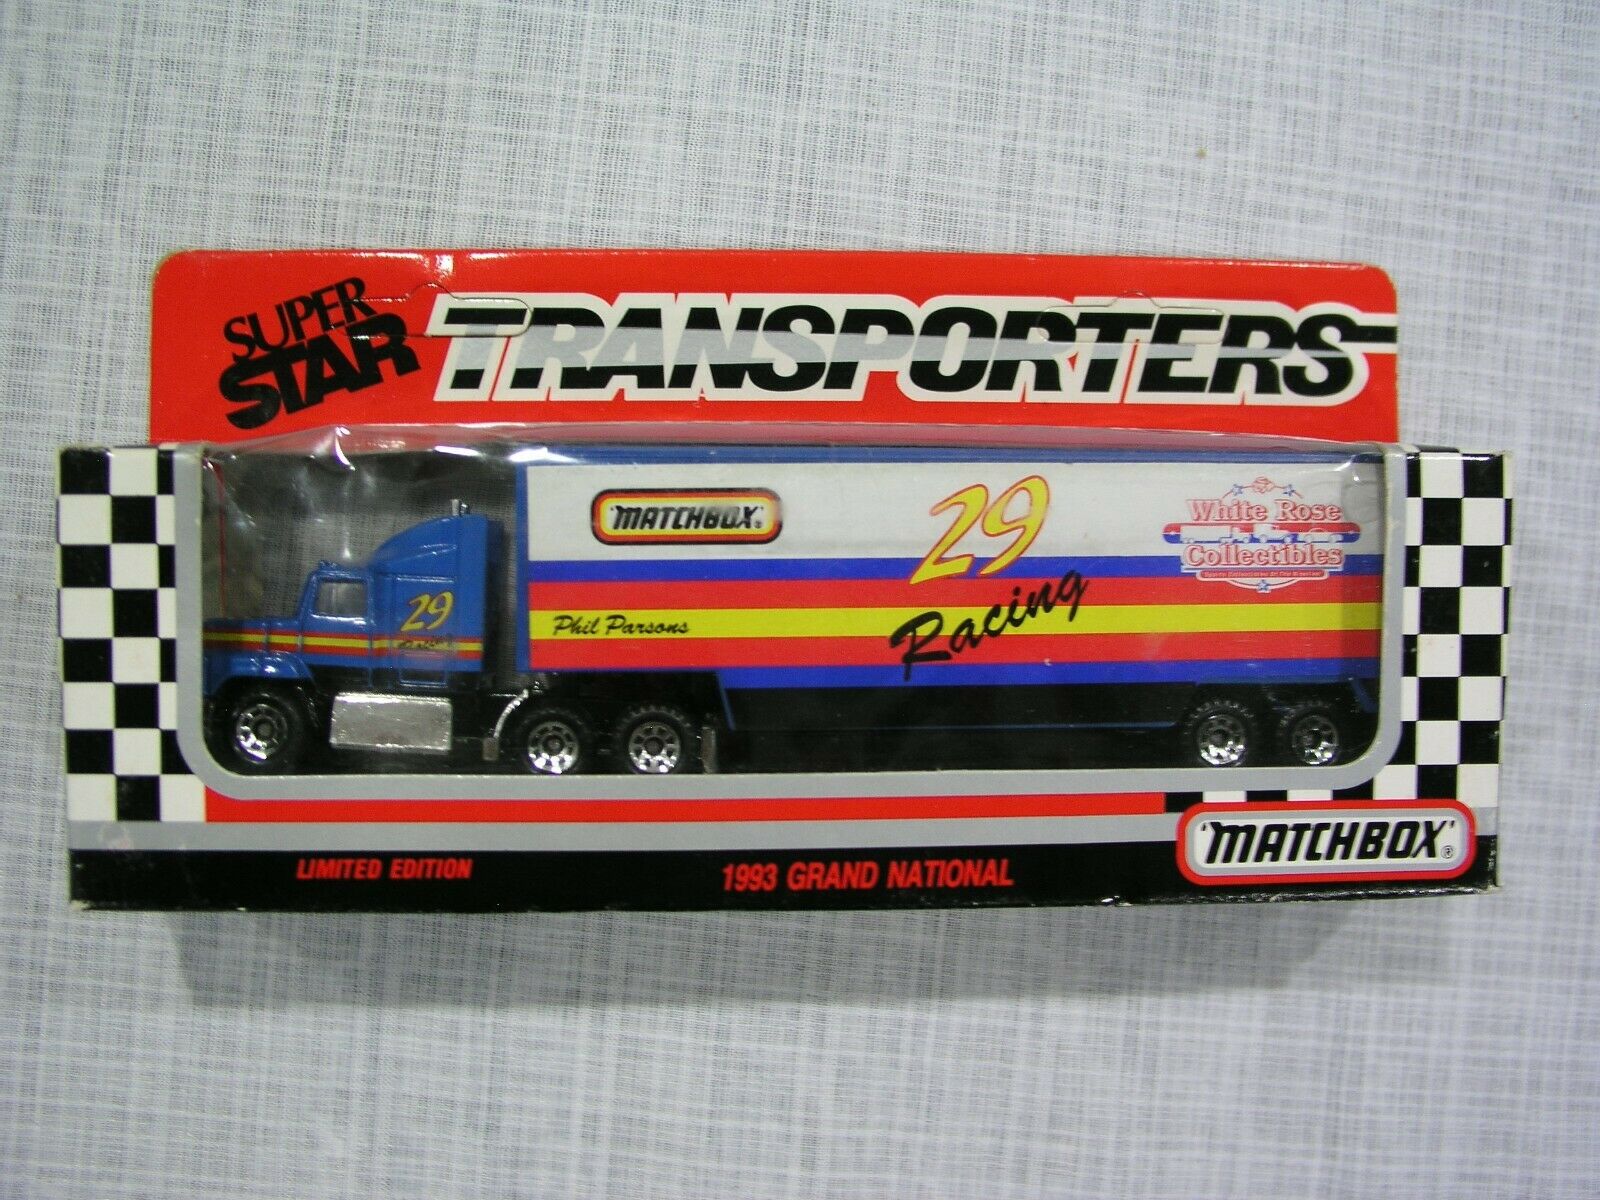 SUPER
STAR
TRANSPORTERS
'MATCHBOX'®
29
Racing
Phil Parsons
White Rose
Collectibles
29
LIMITED EDITION
1993 GRAND NATIONAL
'MATCHBOX'®